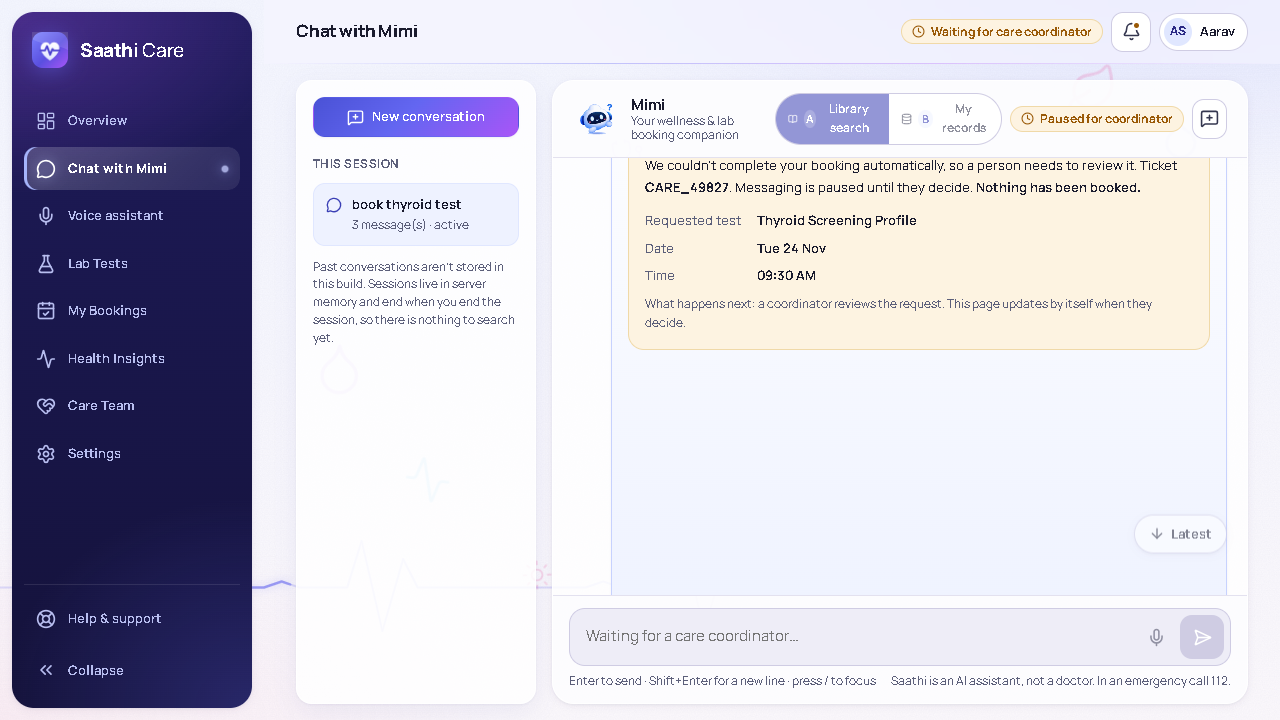 Saathi Care
Overview
Chat with Mimi
Voice assistant
Lab Tests
My Bookings
Health Insights
Care Team
Settings
Help & support
Collapse
Chat with Mimi
Waiting for care coordinator
AS Aarav
New conversation
THIS SESSION
book thyroid test
3 message(s) · active
Past conversations aren't stored in
this build. Sessions live in server
memory and end when you end the
session, so there is nothing to search
yet.
Mimi
Your wellness & lab
booking companion
A Library
search
B My
records
Paused for coordinator
We couldn't complete your booking automatically, so a person needs to review it. Ticket
CARE_49827. Messaging is paused until they decide. Nothing has been booked.
Requested test Thyroid Screening Profile
Date Tue 24 Nov
Time 09:30 AM
What happens next: a coordinator reviews the request. This page updates by itself when they
decide.
Latest
Waiting for a care coordinator...
Enter to send · Shift+Enter for a new line · press / to focus
Saathi is an AI assistant, not a doctor. In an emergency call 112.